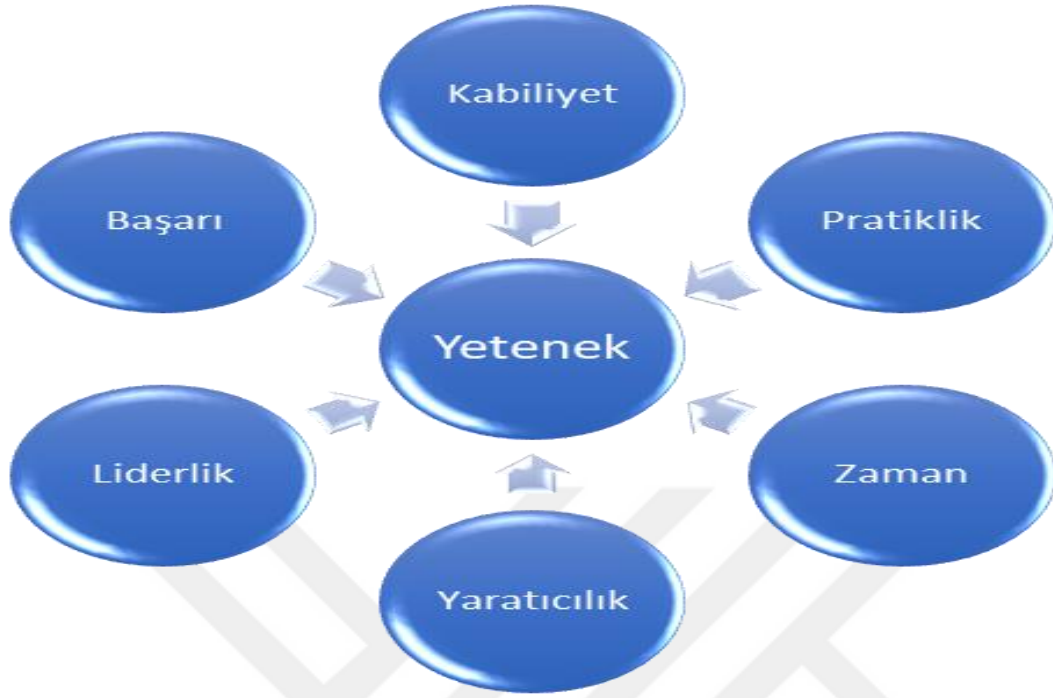 Kabiliyet
Başarı
Pratiklik
Yetenek
Liderlik
Zaman
Yaratıcılık